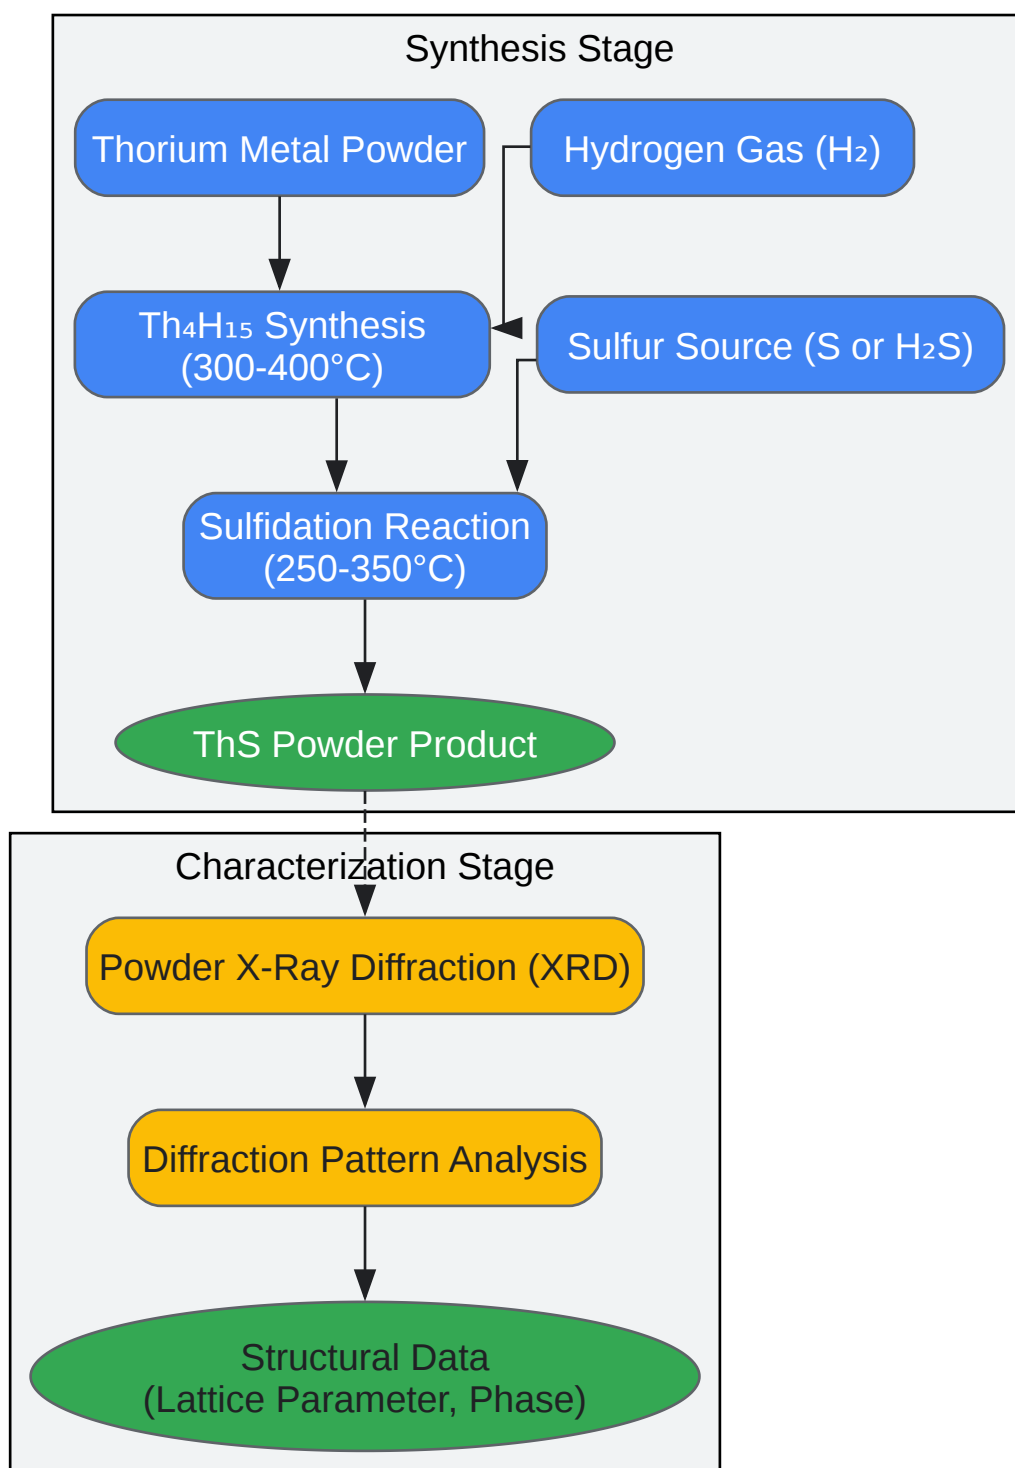 Synthesis Stage
Thorium Metal Powder
Hydrogen Gas (H₂)
Th₄H₁₅ Synthesis
(300-400°C)
Sulfur Source (S or H₂S)
Sulfidation Reaction
(250-350°C)
ThS Powder Product
Characterization Stage
Powder X-Ray Diffraction (XRD)
Diffraction Pattern Analysis
Structural Data
(Lattice Parameter, Phase)